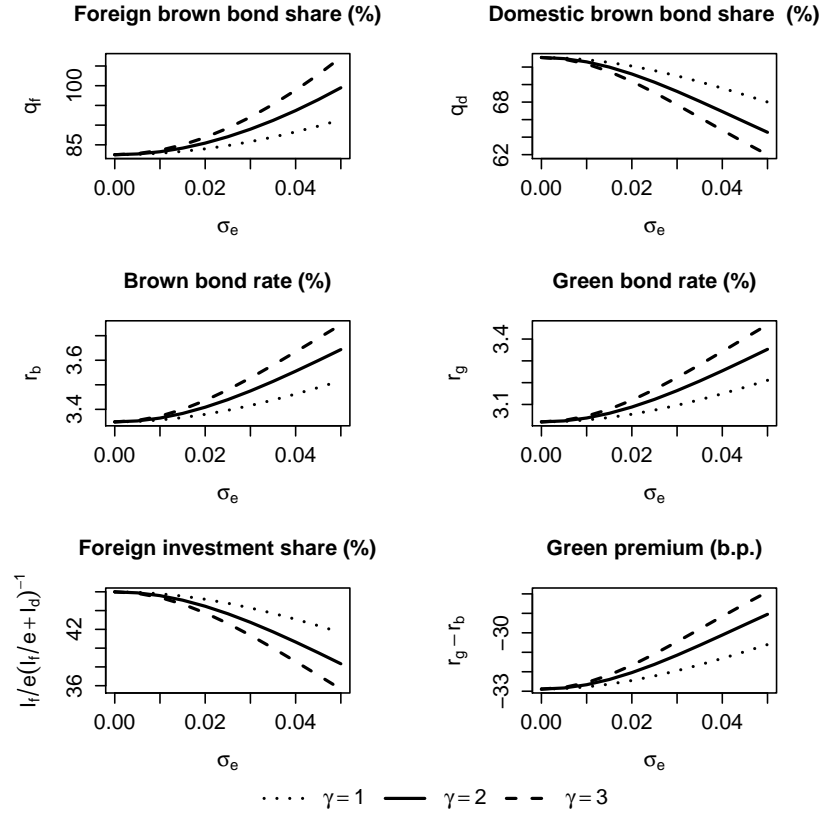 Foreign brown bond share (%)
q_f
100
85
0.00 0.02 0.04
σ_e
Domestic brown bond share (%)
q_d
68
62
0.00 0.02 0.04
σ_e
Brown bond rate (%)
r_b
3.6
3.4
0.00 0.02 0.04
σ_e
Green bond rate (%)
r_g
3.4
3.1
0.00 0.02 0.04
σ_e
Foreign investment share (%)
I_f/e(I_f/e+I_d)^−1
42
36
0.00 0.02 0.04
σ_e
Green premium (b.p.)
r_g − r_b
−30
−33
0.00 0.02 0.04
σ_e
γ=1 γ=2 γ=3